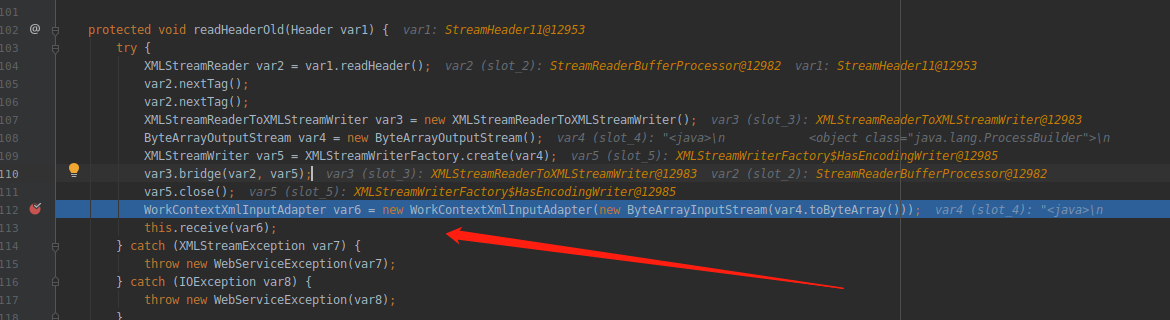 101
102 @ protected void readHeaderOld(Header var1) { var1: StreamHeader11@12953
103 try {
104 XMLStreamReader var2 = var1.readHeader(); var2 (slot_2): StreamReaderBufferProcessor@12982 var1: StreamHeader11@12953
105 var2.nextTag();
106 var2.nextTag();
107 XMLStreamReaderToXMLStreamWriter var3 = new XMLStreamReaderToXMLStreamWriter(); var3 (slot_3): XMLStreamReaderToXMLStreamWriter@12983
108 ByteArrayOutputStream var4 = new ByteArrayOutputStream(); var4 (slot_4): "<java>\n <object class="java.lang.ProcessBuilder">\n
109 XMLStreamWriter var5 = XMLStreamWriterFactory.create(var4); var5 (slot_5): XMLStreamWriterFactory$HasEncodingWriter@12985
110 var3.bridge(var2, var5); var3 (slot_3): XMLStreamReaderToXMLStreamWriter@12983 var2 (slot_2): StreamReaderBufferProcessor@12982
111 var5.close(); var5 (slot_5): XMLStreamWriterFactory$HasEncodingWriter@12985
112 WorkContextXmlInputAdapter var6 = new WorkContextXmlInputAdapter(new ByteArrayInputStream(var4.toByteArray())); var4 (slot_4): "<java>\n
113 this.receive(var6);
114 } catch (XMLStreamException var7) {
115 throw new WebServiceException(var7);
116 } catch (IOException var8) {
117 throw new WebServiceException(var8);
118 }